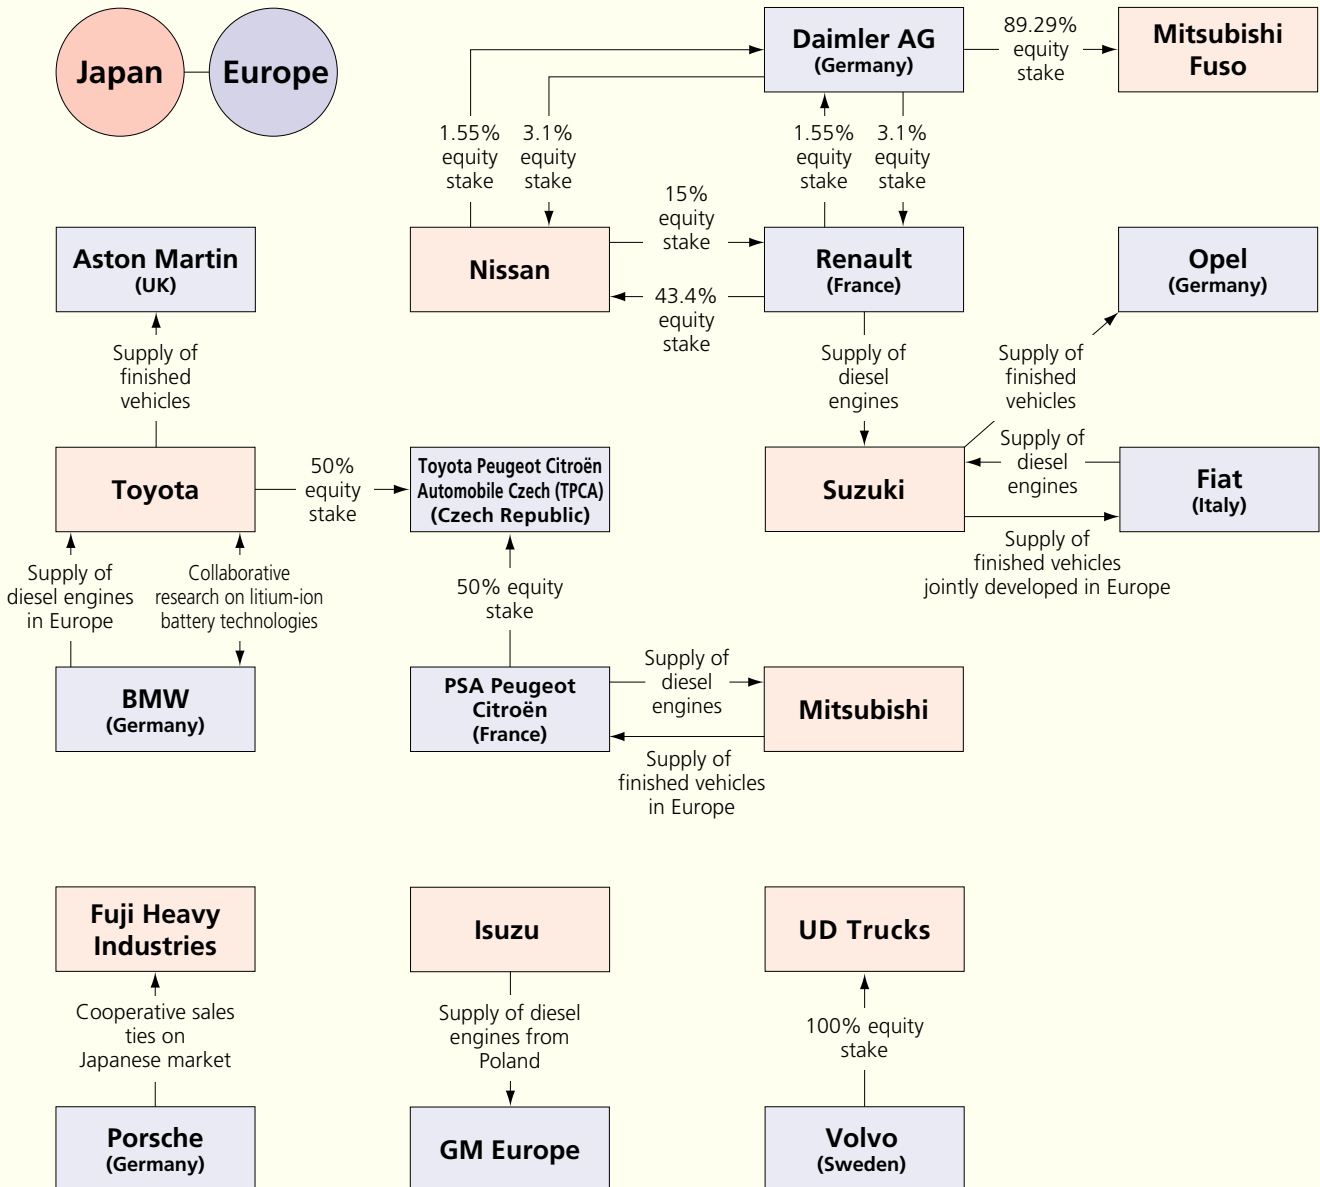 Japan
Europe
Daimler AG
(Germany)
89.29%
equity
stake
Mitsubishi
Fuso
1.55%
equity
stake
3.1%
equity
stake
1.55%
equity
stake
3.1%
equity
stake
Aston Martin
(UK)
Nissan
15%
equity
stake
43.4%
equity
stake
Renault
(France)
Opel
(Germany)
Supply of
finished
vehicles
Supply of
diesel
engines
Supply of
finished
vehicles
Toyota
50%
equity
stake
Toyota Peugeot Citroën
Automobile Czech (TPCA)
(Czech Republic)
Suzuki
Supply of
diesel
engines
Fiat
(Italy)
Supply of
finished vehicles
jointly developed in Europe
Supply of
diesel engines
in Europe
Collaborative
research on litium-ion
battery technologies
50% equity
stake
BMW
(Germany)
PSA Peugeot
Citroën
(France)
Supply of
diesel
engines
Mitsubishi
Supply of
finished vehicles
in Europe
Fuji Heavy
Industries
Isuzu
UD Trucks
Cooperative sales
ties on
Japanese market
Supply of diesel
engines from
Poland
100% equity
stake
Porsche
(Germany)
GM Europe
Volvo
(Sweden)